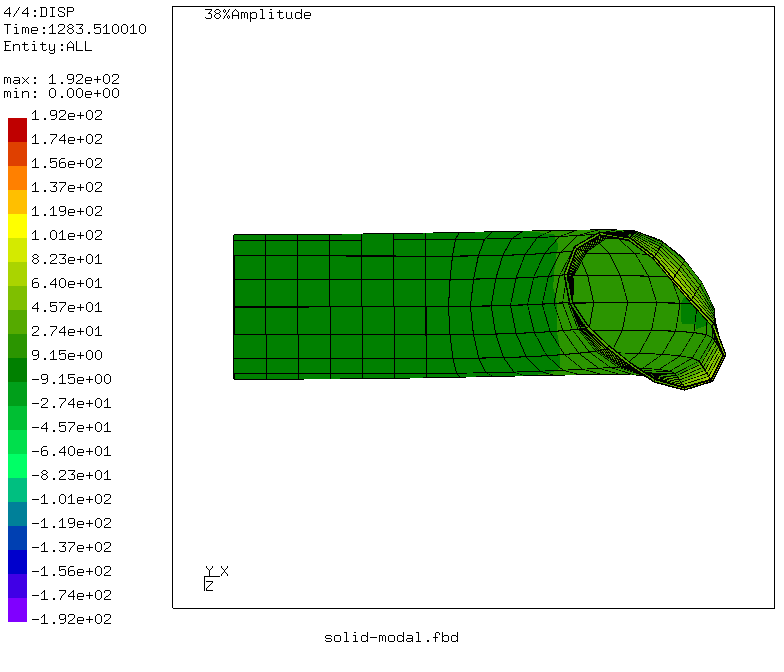 4/4:DISP
Time:1283.510010
Entity:ALL
max: 1.92e+02
min: 0.00e+00
1.92e+02
1.74e+02
1.56e+02
1.37e+02
1.19e+02
1.01e+02
8.23e+01
6.40e+01
4.57e+01
2.74e+01
9.15e+00
-9.15e+00
-2.74e+01
-4.57e+01
-6.40e+01
-8.23e+01
-1.01e+02
-1.19e+02
-1.37e+02
-1.56e+02
-1.74e+02
-1.92e+02
38%Amplitude
Y X
Z
solid-modal.fbd